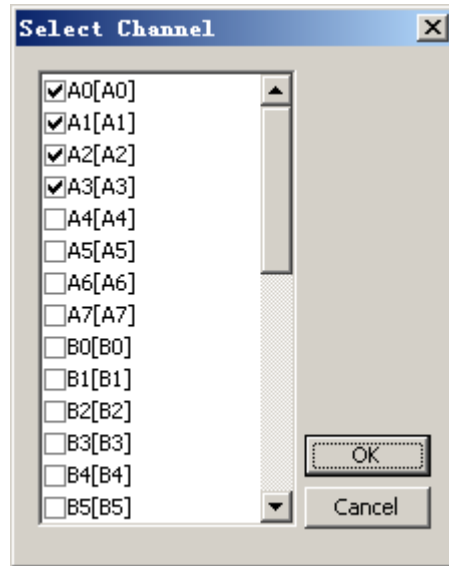 Select Channel
A0[A0]
A1[A1]
A2[A2]
A3[A3]
A4[A4]
A5[A5]
A6[A6]
A7[A7]
B0[B0]
B1[B1]
B2[B2]
B3[B3]
B4[B4]
B5[B5]
OK
Cancel